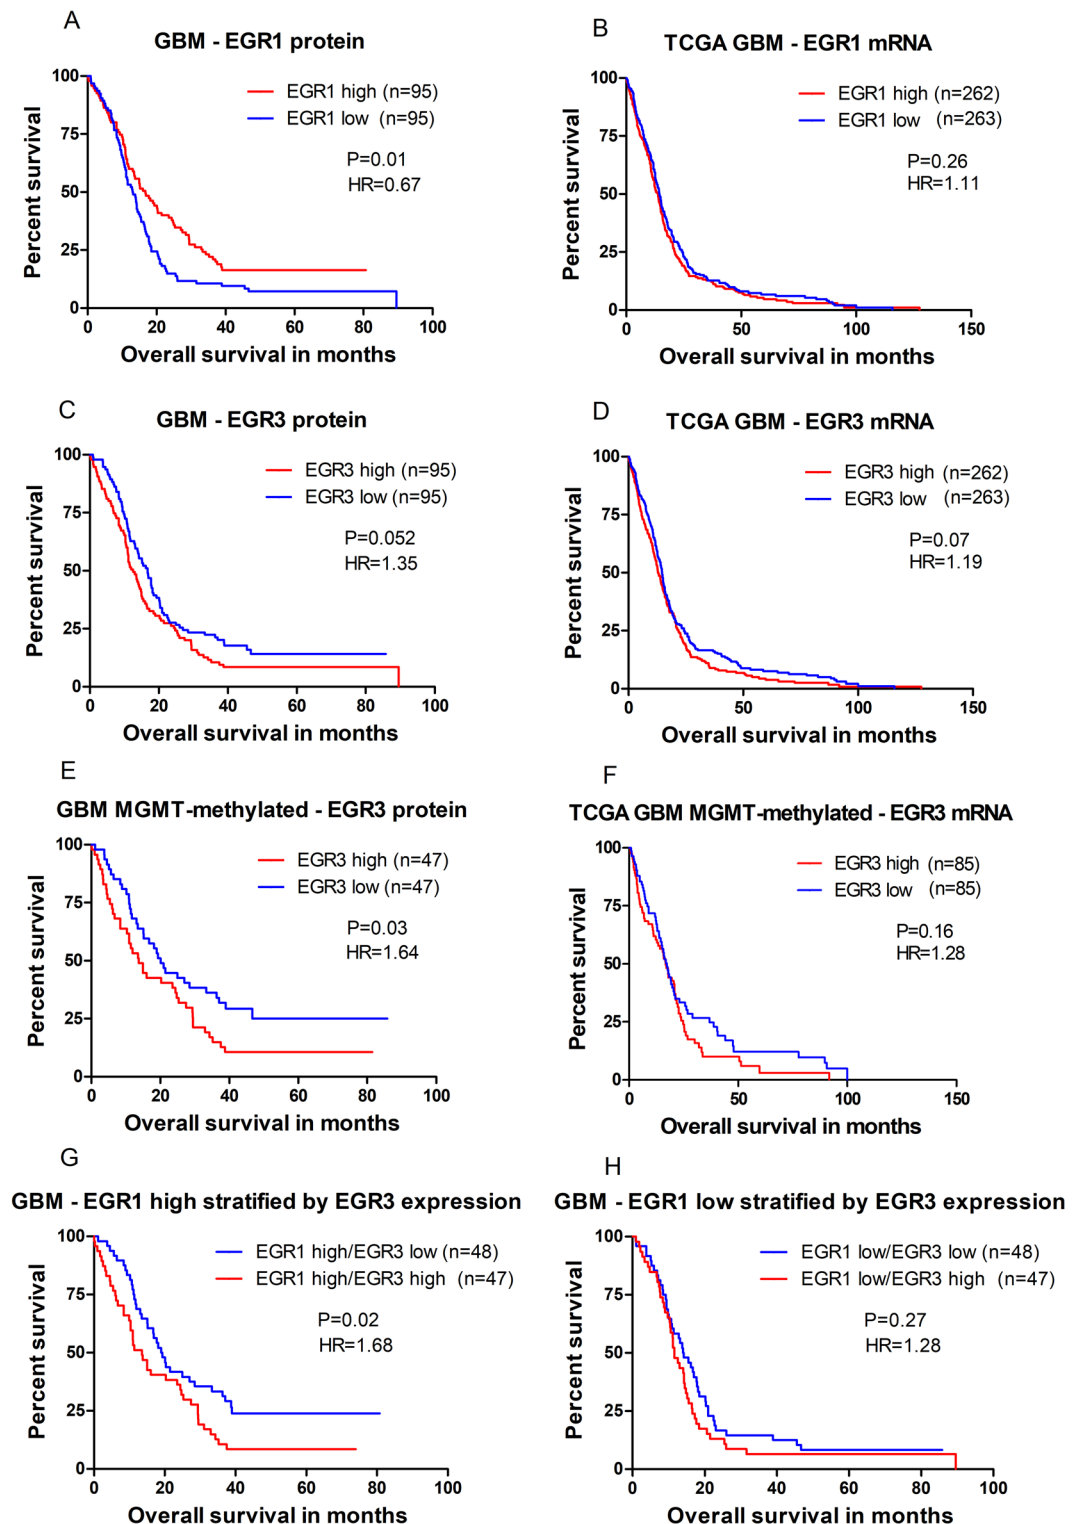 A
GBM - EGR1 protein
100
75
50
25
0
0 20 40 60 80 100
Percent survival
Overall survival in months
EGR1 high (n=95)
EGR1 low (n=95)
P=0.01
HR=0.67
B
TCGA GBM - EGR1 mRNA
100
75
50
25
0
0 50 100 150
Percent survival
Overall survival in months
EGR1 high (n=262)
EGR1 low (n=263)
P=0.26
HR=1.11
C
GBM - EGR3 protein
100
75
50
25
0
0 20 40 60 80 100
Percent survival
Overall survival in months
EGR3 high (n=95)
EGR3 low (n=95)
P=0.052
HR=1.35
D
TCGA GBM - EGR3 mRNA
100
75
50
25
0
0 50 100 150
Percent survival
Overall survival in months
EGR3 high (n=262)
EGR3 low (n=263)
P=0.07
HR=1.19
E
GBM MGMT-methylated - EGR3 protein
100
75
50
25
0
0 20 40 60 80 100
Percent survival
Overall survival in months
EGR3 high (n=47)
EGR3 low (n=47)
P=0.03
HR=1.64
F
TCGA GBM MGMT-methylated - EGR3 mRNA
100
75
50
25
0
0 50 100 150
Percent survival
Overall survival in months
EGR3 high (n=85)
EGR3 low (n=85)
P=0.16
HR=1.28
G
GBM - EGR1 high stratified by EGR3 expression
100
75
50
25
0
0 20 40 60 80 100
Percent survival
Overall survival in months
EGR1 high/EGR3 low (n=48)
EGR1 high/EGR3 high (n=47)
P=0.02
HR=1.68
H
GBM - EGR1 low stratified by EGR3 expression
100
75
50
25
0
0 20 40 60 80 100
Percent survival
Overall survival in months
EGR1 low/EGR3 low (n=48)
EGR1 low/EGR3 high (n=47)
P=0.27
HR=1.28